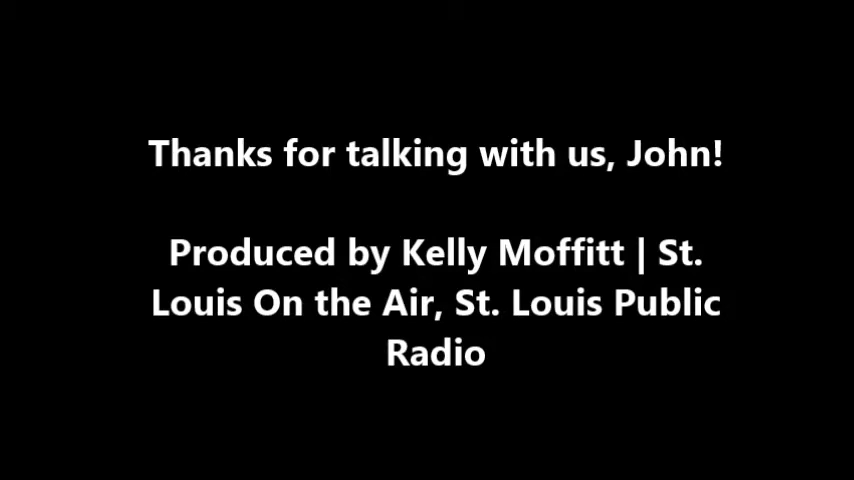 Thanks for talking with us, John!
Produced by Kelly Moffitt | St.
Louis On the Air, St. Louis Public
Radio